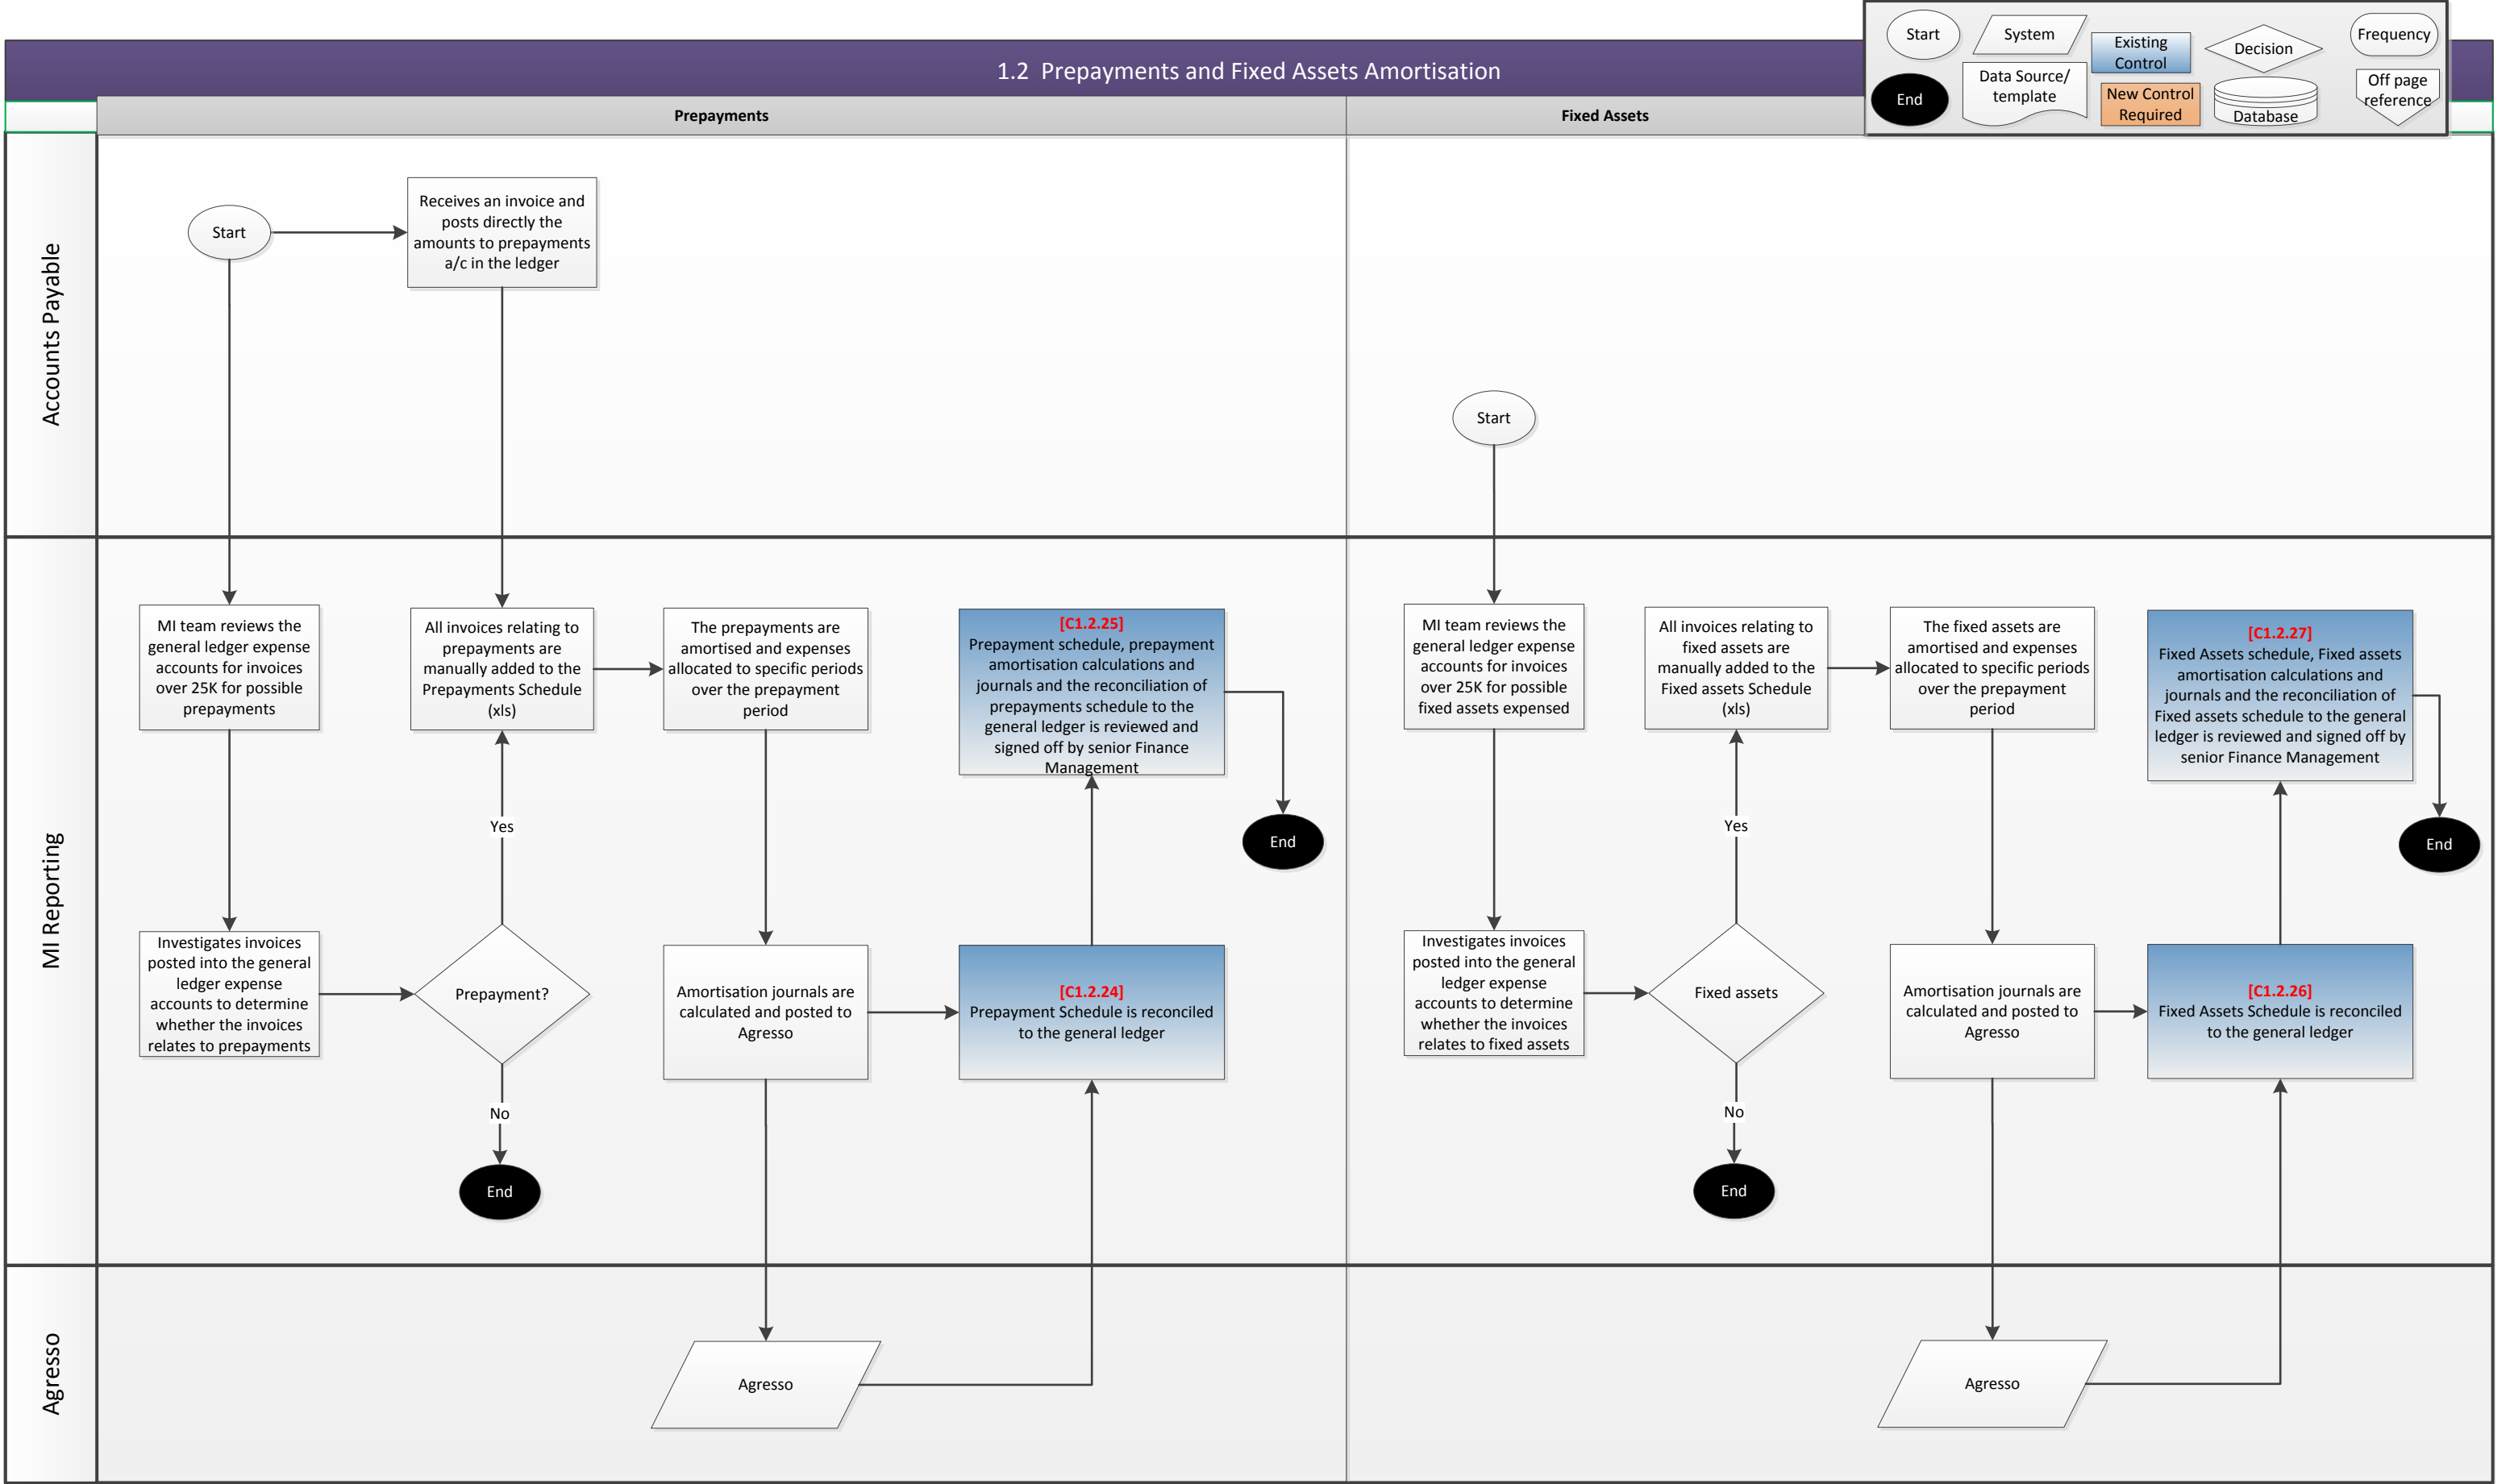 1.2 Prepayments and Fixed Assets Amortisation
Start
System
Existing
Control
Decision
Frequency
End
Data Source/
template
New Control
Required
Database
Off page
reference
Prepayments
Fixed Assets
Accounts Payable
Start
Receives an invoice and
posts directly the
amounts to prepayments
a/c in the ledger
Start
MI Reporting
MI team reviews the
general ledger expense
accounts for invoices
over 25K for possible
prepayments
All invoices relating to
prepayments are
manually added to the
Prepayments Schedule
(xls)
The prepayments are
amortised and expenses
allocated to specific periods
over the prepayment
period
[C1.2.25]
Prepayment schedule, prepayment
amortisation calculations and
journals and the reconciliation of
prepayments schedule to the
general ledger is reviewed and
signed off by senior Finance
Management
End
Yes
Investigates invoices
posted into the general
ledger expense
accounts to determine
whether the invoices
relates to prepayments
Prepayment?
No
End
Amortisation journals are
calculated and posted to
Agresso
[C1.2.24]
Prepayment Schedule is reconciled
to the general ledger
MI team reviews the
general ledger expense
accounts for invoices
over 25K for possible
fixed assets expensed
All invoices relating to
fixed assets are
manually added to the
Fixed assets Schedule
(xls)
The fixed assets are
amortised and expenses
allocated to specific periods
over the prepayment
period
[C1.2.27]
Fixed Assets schedule, Fixed assets
amortisation calculations and
journals and the reconciliation of
Fixed assets schedule to the general
ledger is reviewed and signed off by
senior Finance Management
End
Yes
Investigates invoices
posted into the general
ledger expense
accounts to determine
whether the invoices
relates to fixed assets
Fixed assets
No
End
Amortisation journals are
calculated and posted to
Agresso
[C1.2.26]
Fixed Assets Schedule is reconciled
to the general ledger
Agresso
Agresso
Agresso